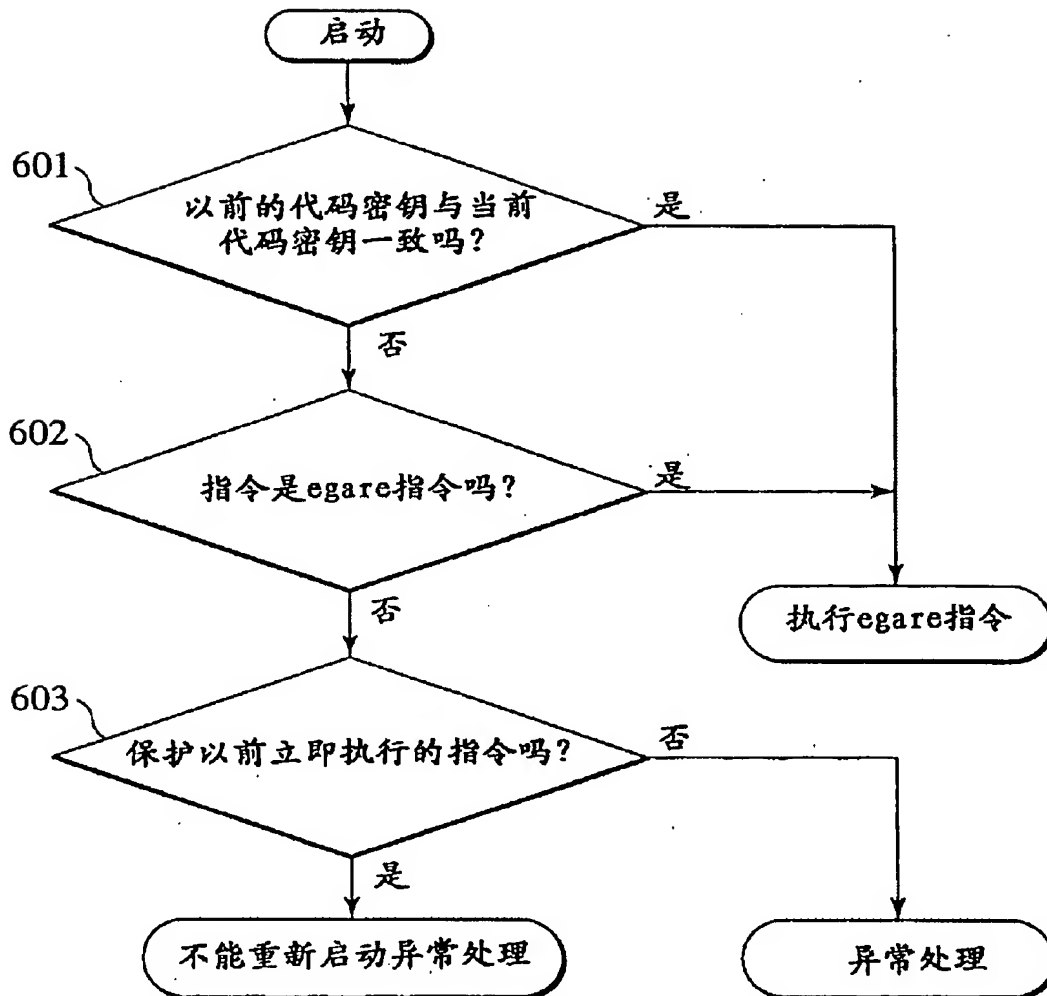 启动
601
以前的代码密钥与当前
代码密钥一致吗?
是
否
602
指令是egare指令吗?
是
否
执行egare指令
603
保护以前立即执行的指令吗?
否
是
不能重新启动异常处理
异常处理